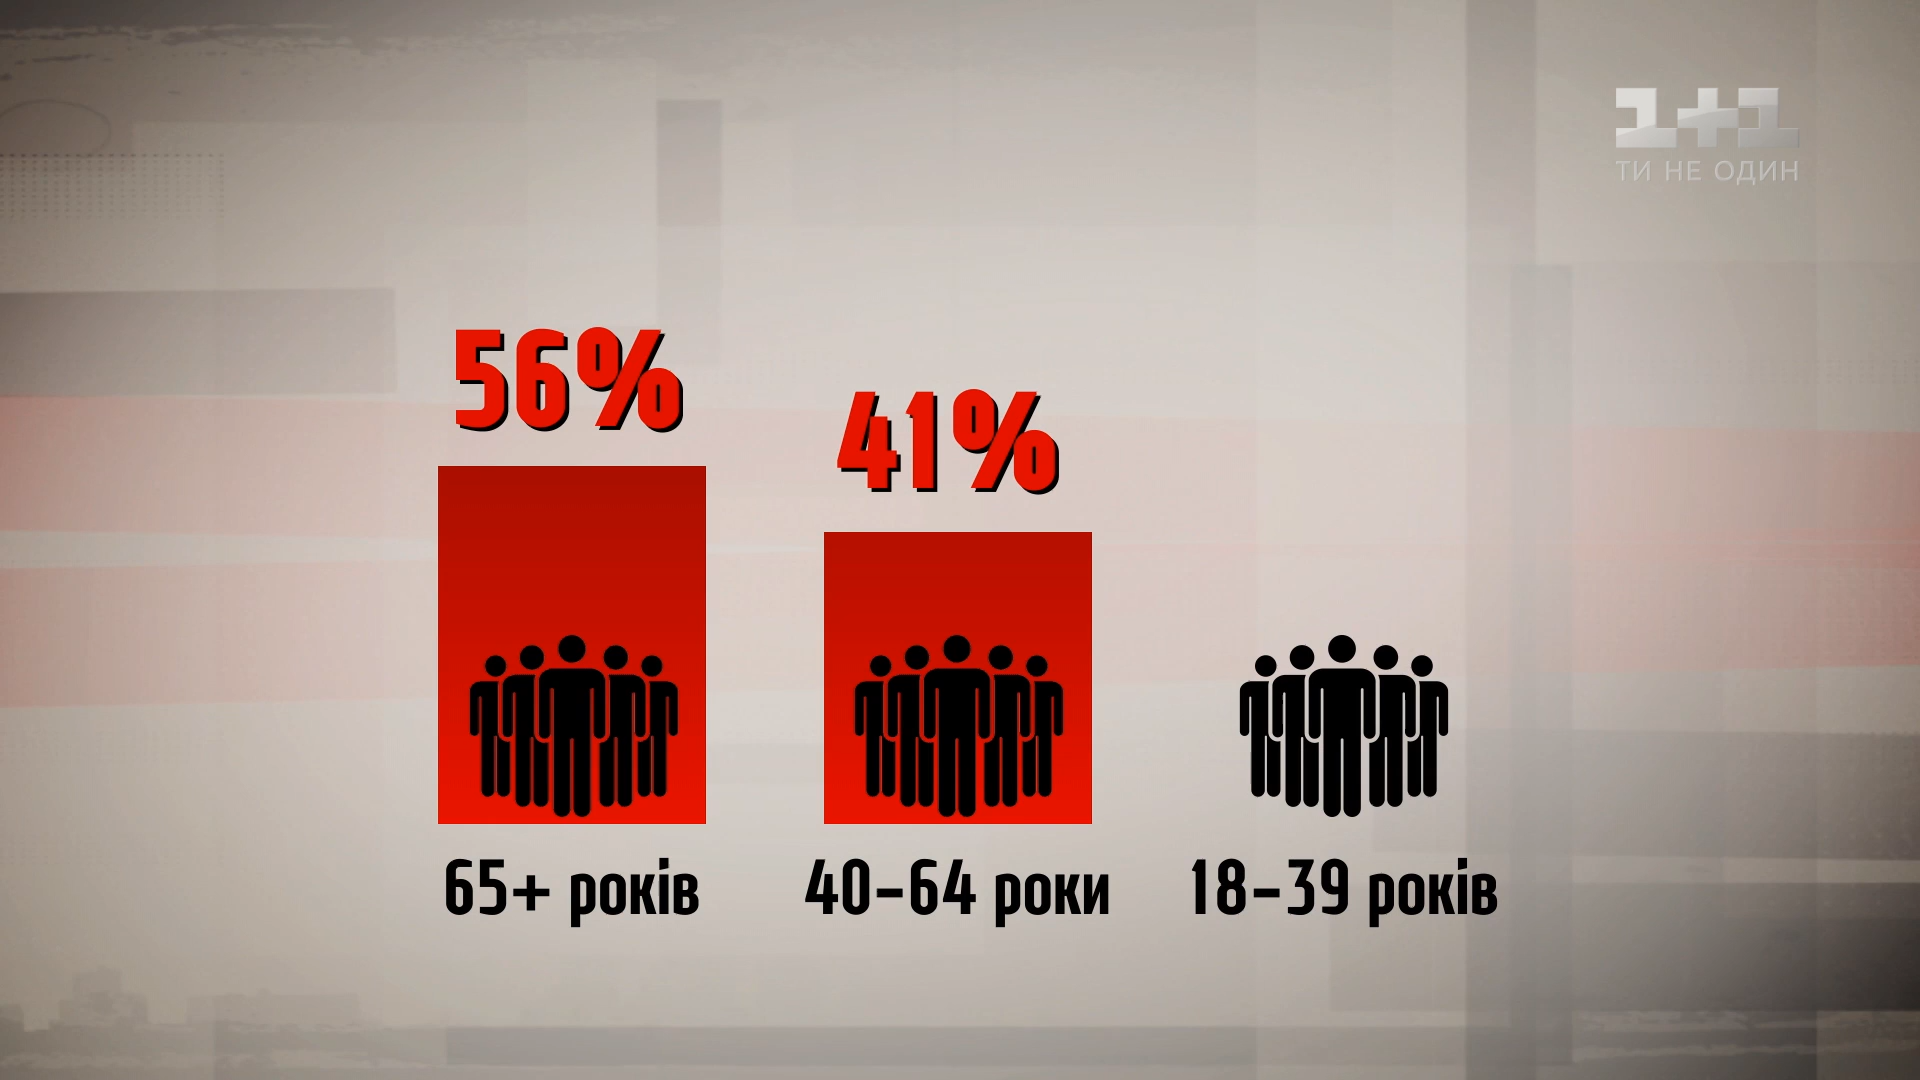 1+1
ТИ НЕ ОДИН
56%
41%
65+ років
40-64 роки
18-39 років